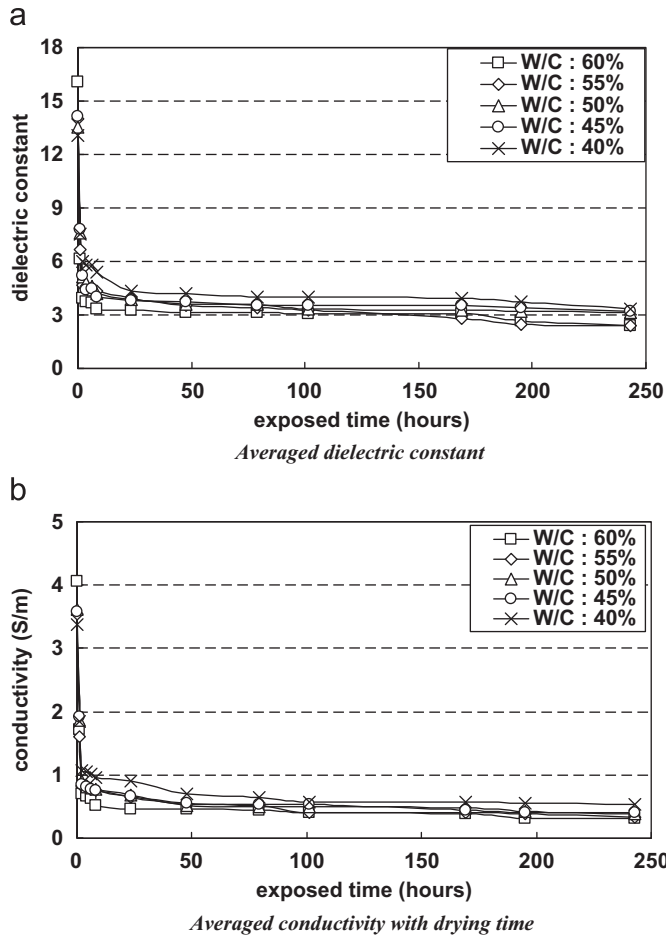 a
18
15
12
9
6
3
0
dielectric constant
W/C : 60%
W/C : 55%
W/C : 50%
W/C : 45%
W/C : 40%
0 50 100 150 200 250
exposed time (hours)
Averaged dielectric constant
b
5
4
3
2
1
0
conductivity (S/m)
W/C : 60%
W/C : 55%
W/C : 50%
W/C : 45%
W/C : 40%
0 50 100 150 200 250
exposed time (hours)
Averaged conductivity with drying time